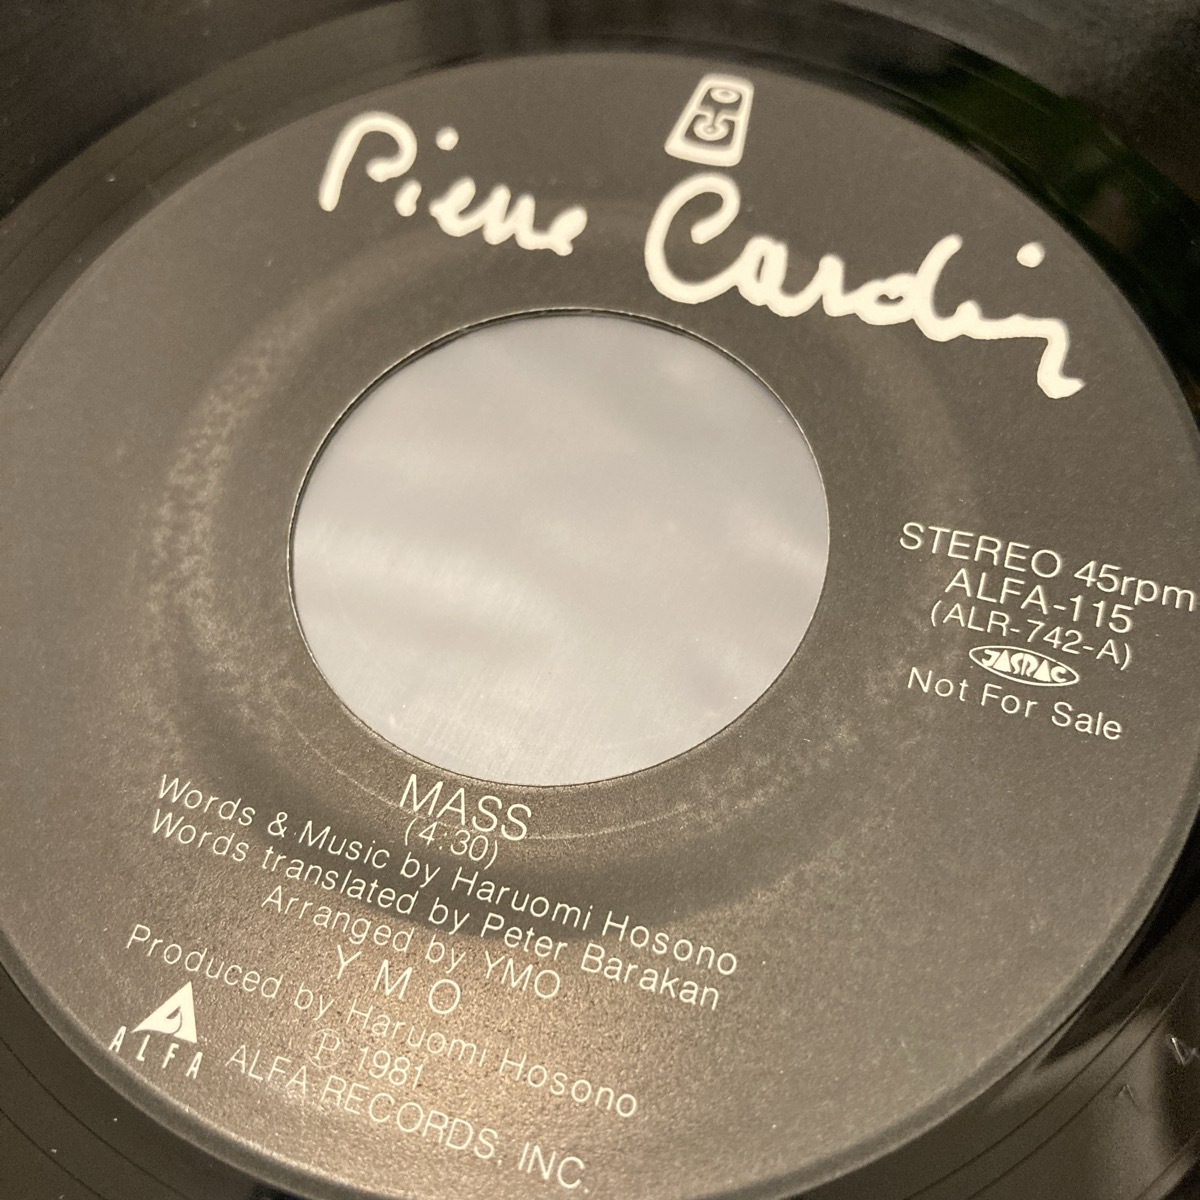 Pierre Cardin
STEREO 45rpm
ALFA-115
(ALR-742-A)
JASRAC
Not For Sale
MASS
(4:30)
Words & Music by Haruomi Hosono
Words translated by Peter Barakan
Arranged by YMO
Y M O
Produced by Haruomi Hosono
℗ 1981
ALFA
ALFA RECORDS, INC.